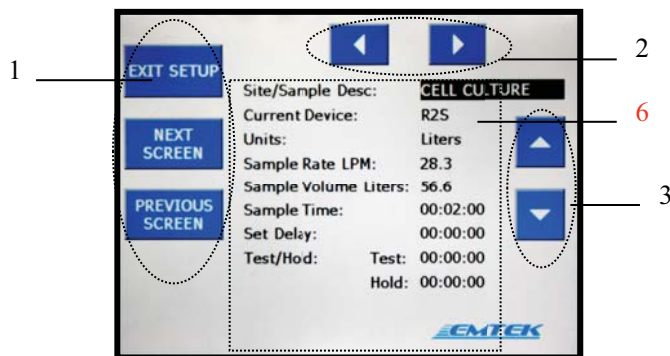 1
2
6
3
EXIT SETUP
NEXT
SCREEN
PREVIOUS
SCREEN
Site/Sample Desc: CELL CULTURE
Current Device: R2S
Units: Liters
Sample Rate LPM: 28.3
Sample Volume Liters: 56.6
Sample Time: 00:02:00
Set Delay: 00:00:00
Test/Hold: Test: 00:00:00
Hold: 00:00:00
EMTEK